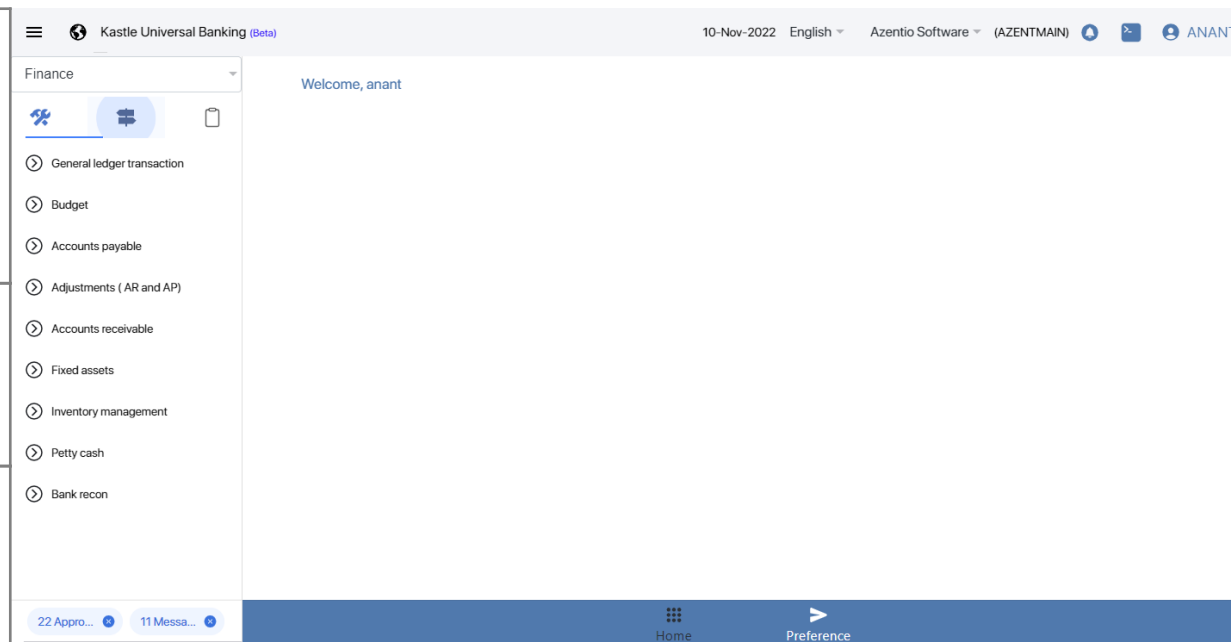 Kastle Universal Banking (Beta) 10-Nov-2022 English Azentio Software (AZENTMAIN) ANANT
Finance
Welcome, anant
General ledger transaction
Budget
Accounts payable
Adjustments ( AR and AP)
Accounts receivable
Fixed assets
Inventory management
Petty cash
Bank recon
22 Appro... 11 Messa...
Home Preference